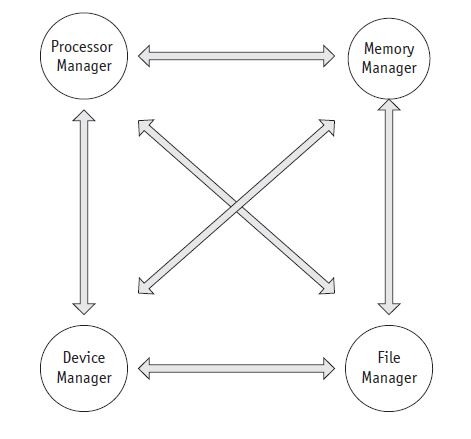 Processor
Manager
Memory
Manager
Device
Manager
File
Manager